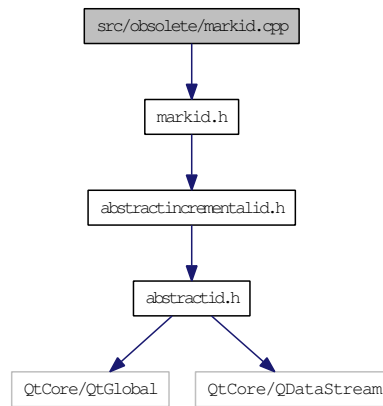 src/obsolete/markid.cpp
markid.h
abstractincrementalid.h
abstractid.h
QtCore/QtGlobal
QtCore/QDataStream